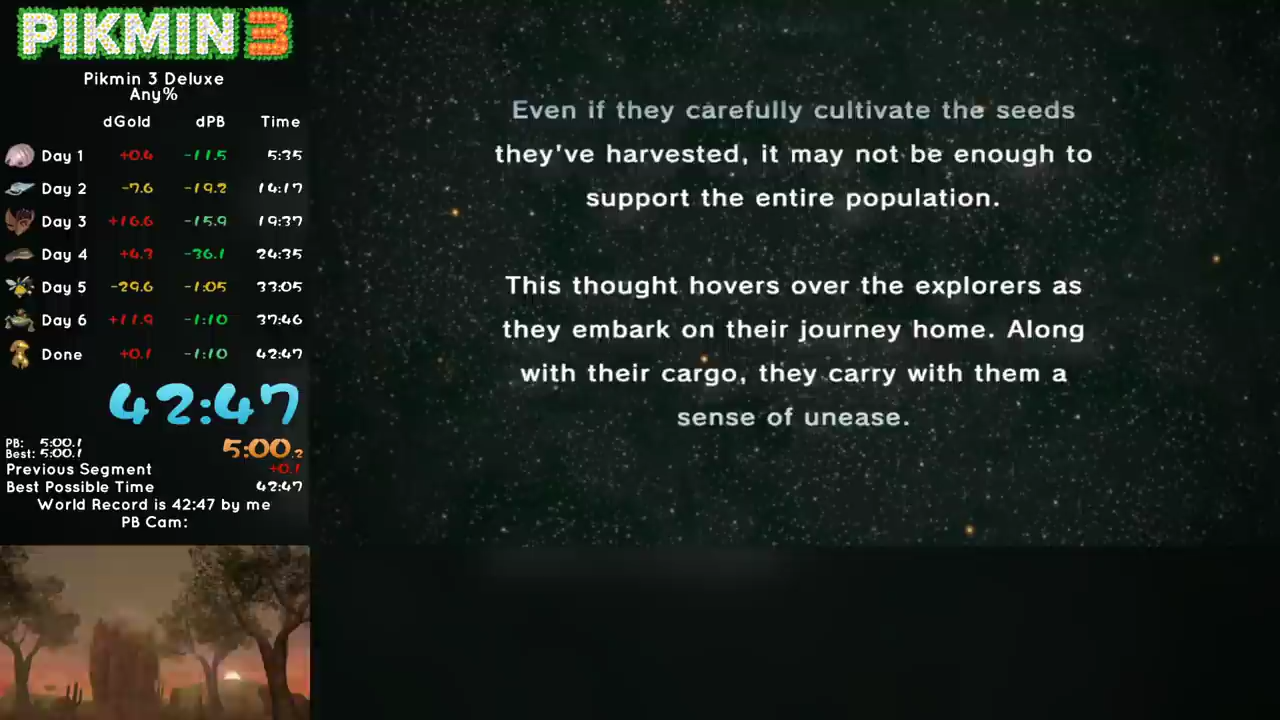 PIKMIN 3
Pikmin 3 Deluxe
Any%
dGold dPB Time
Day 1 +0.4 -11.5 5:35
Day 2 -7.6 -19.2 14:17
Day 3 +16.6 -15.9 19:37
Day 4 +4.3 -36.1 24:35
Day 5 -29.6 -1:05 33:05
Day 6 +11.9 -1:10 37:46
Done +0.1 -1:10 42:47
42:47
PB: 5:00.1
Best: 5:00.1
5:00.2
Previous Segment +0.1
Best Possible Time 42:47
World Record is 42:47 by me
PB Cam:
Even if they carefully cultivate the seeds
they've harvested, it may not be enough to
support the entire population.
This thought hovers over the explorers as
they embark on their journey home. Along
with their cargo, they carry with them a
sense of unease.